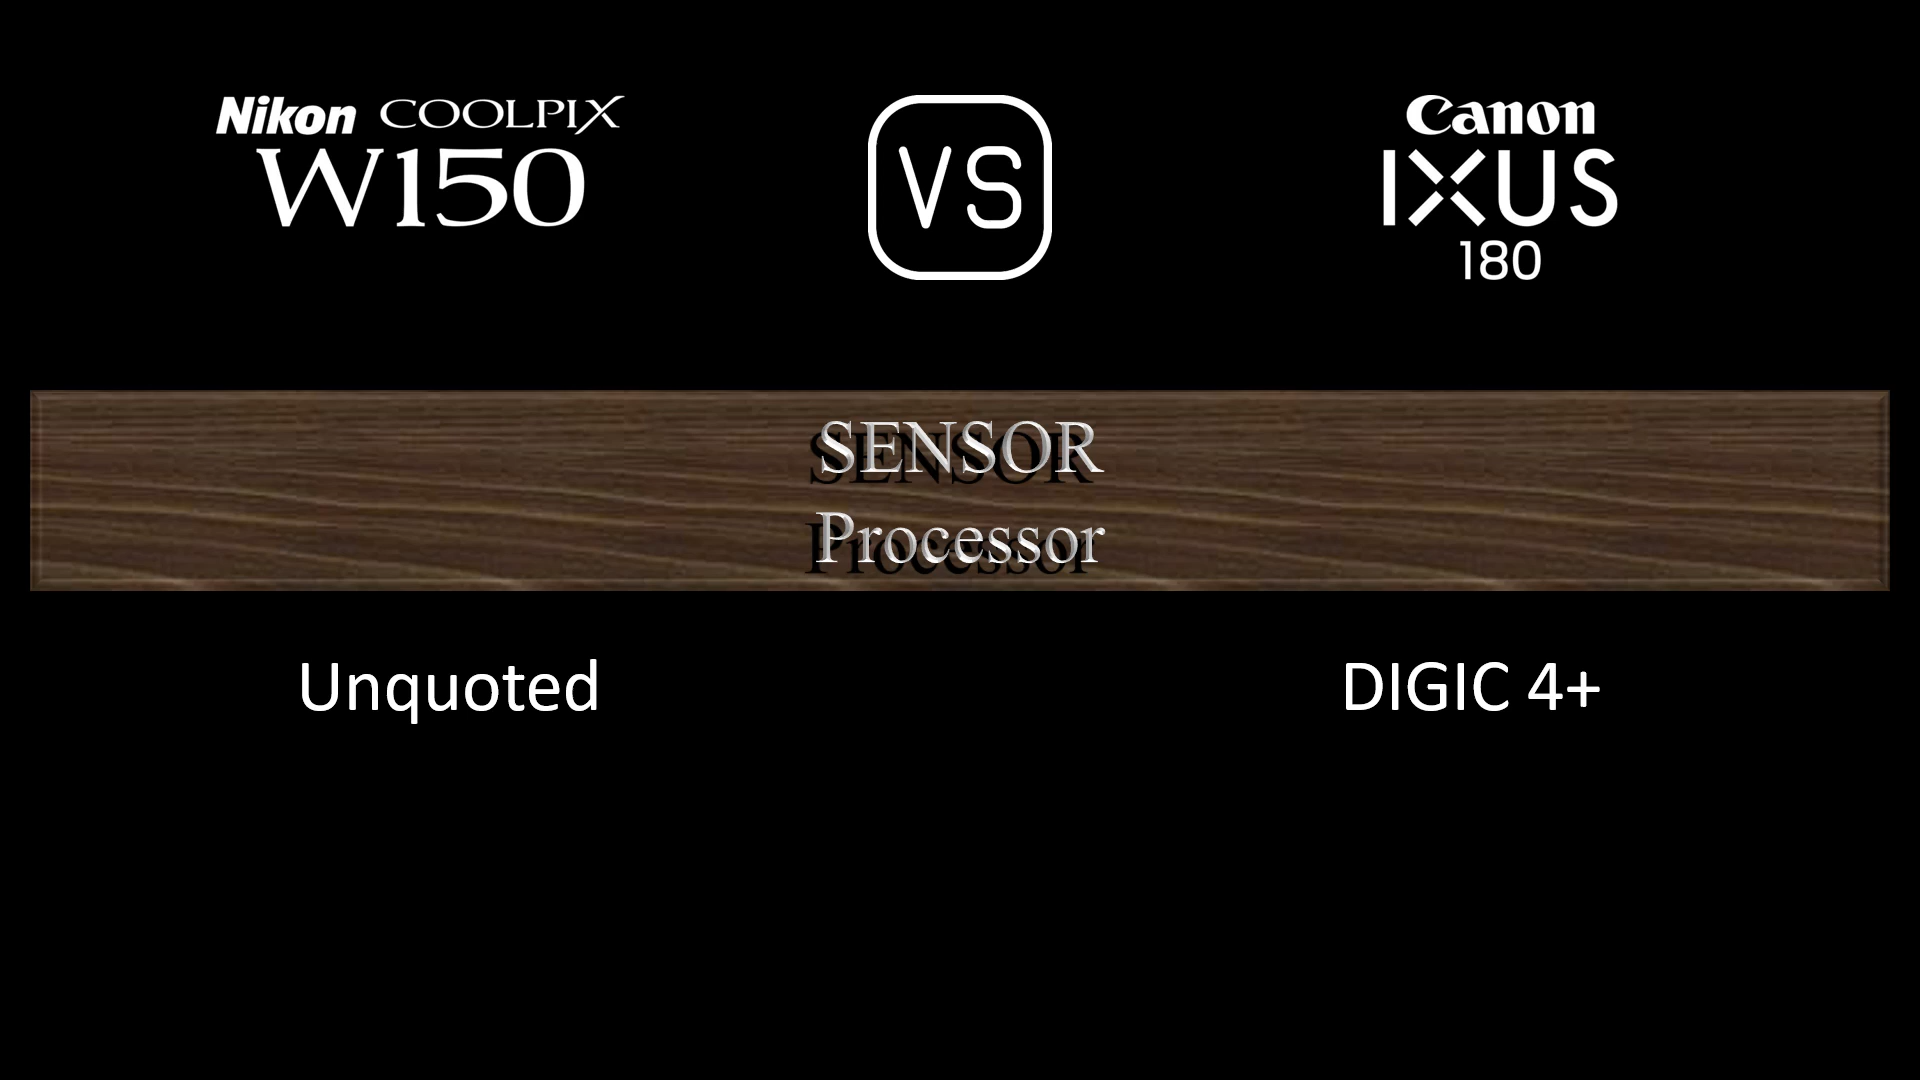 Nikon COOLPIX
W150
VS
Canon
IXUS
180
SENSOR
Processor
Unquoted
DIGIC 4+